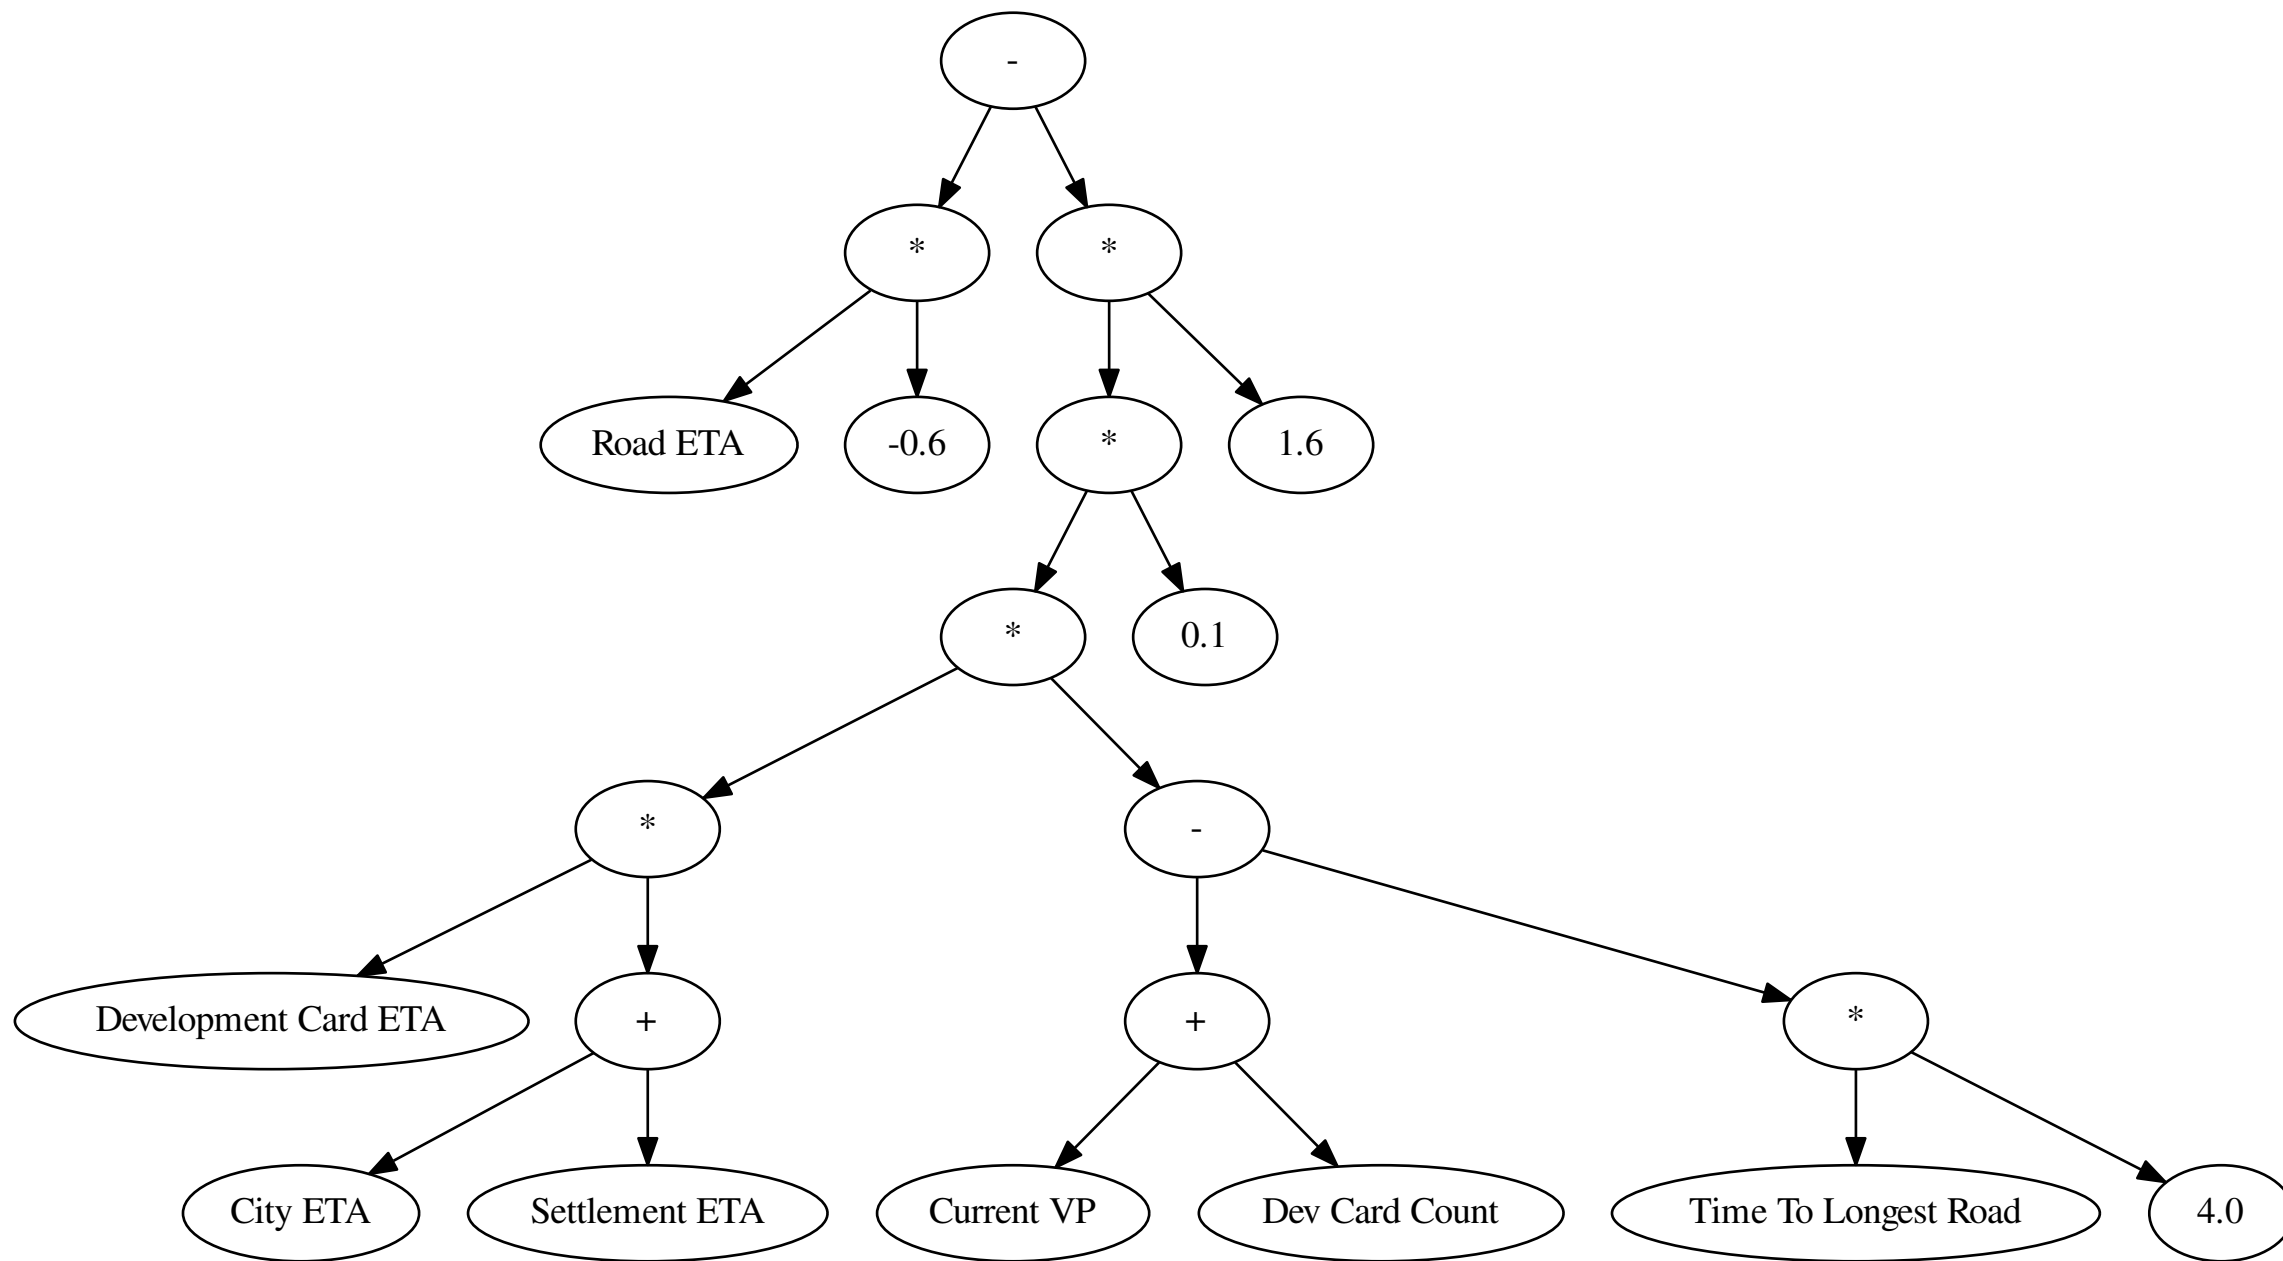 -
*
*
Road ETA
-0.6
*
1.6
*
0.1
*
-
Development Card ETA
+
+
*
City ETA
Settlement ETA
Current VP
Dev Card Count
Time To Longest Road
4.0